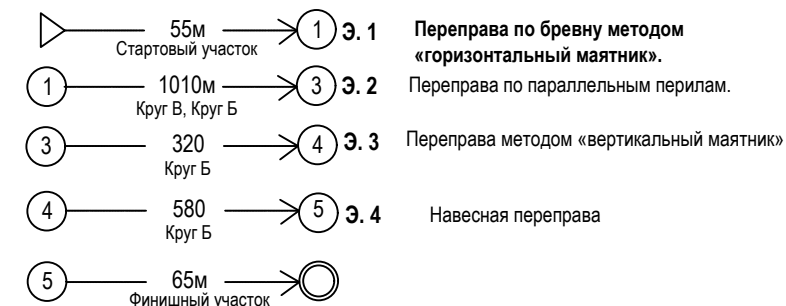 55м 1 Э. 1 Переправа по бревну методом
Стартовый участок «горизонтальный маятник».
1 1010м 3 Э. 2 Переправа по параллельным перилам.
Круг В, Круг Б
3 320 4 Э. 3 Переправа методом «вертикальный маятник»
Круг Б
4 580 5 Э. 4 Навесная переправа
Круг Б
5 65м
Финишный участок